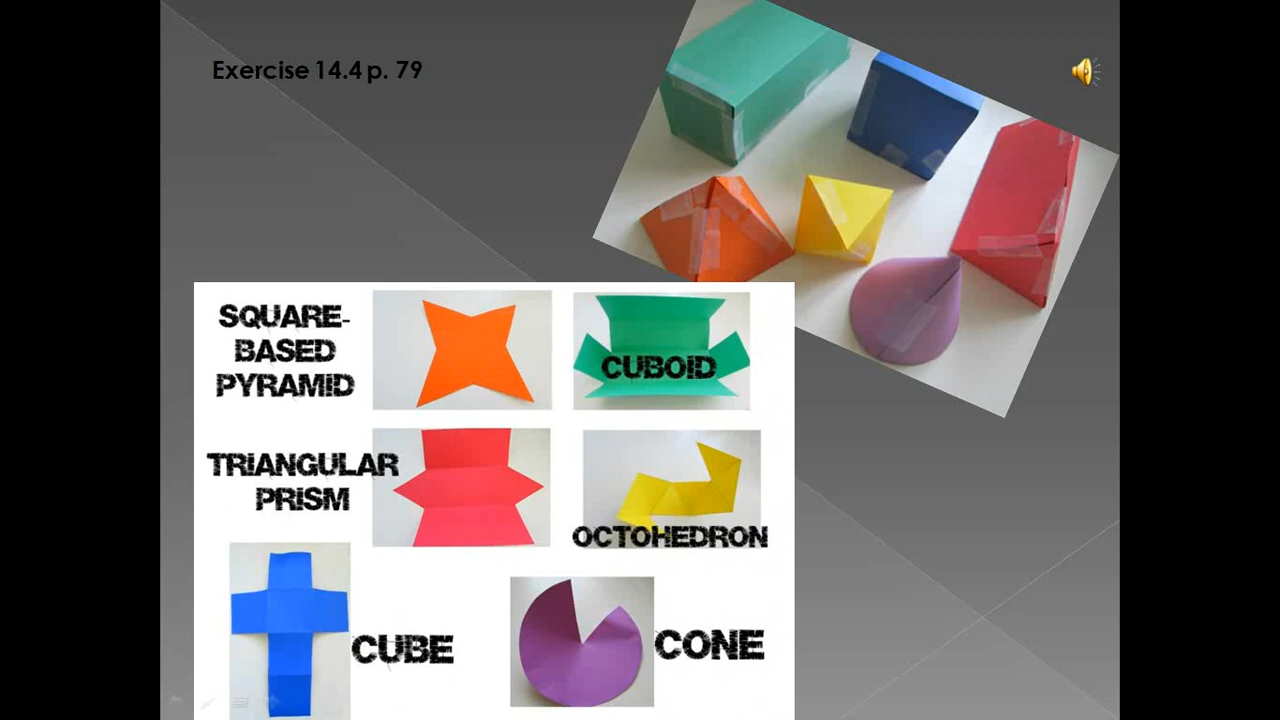 Exercise 14.4 p. 79
SQUARE-
BASED
PYRAMID
CUBOID
TRIANGULAR
PRISM
OCTOHEDRON
CUBE
CONE